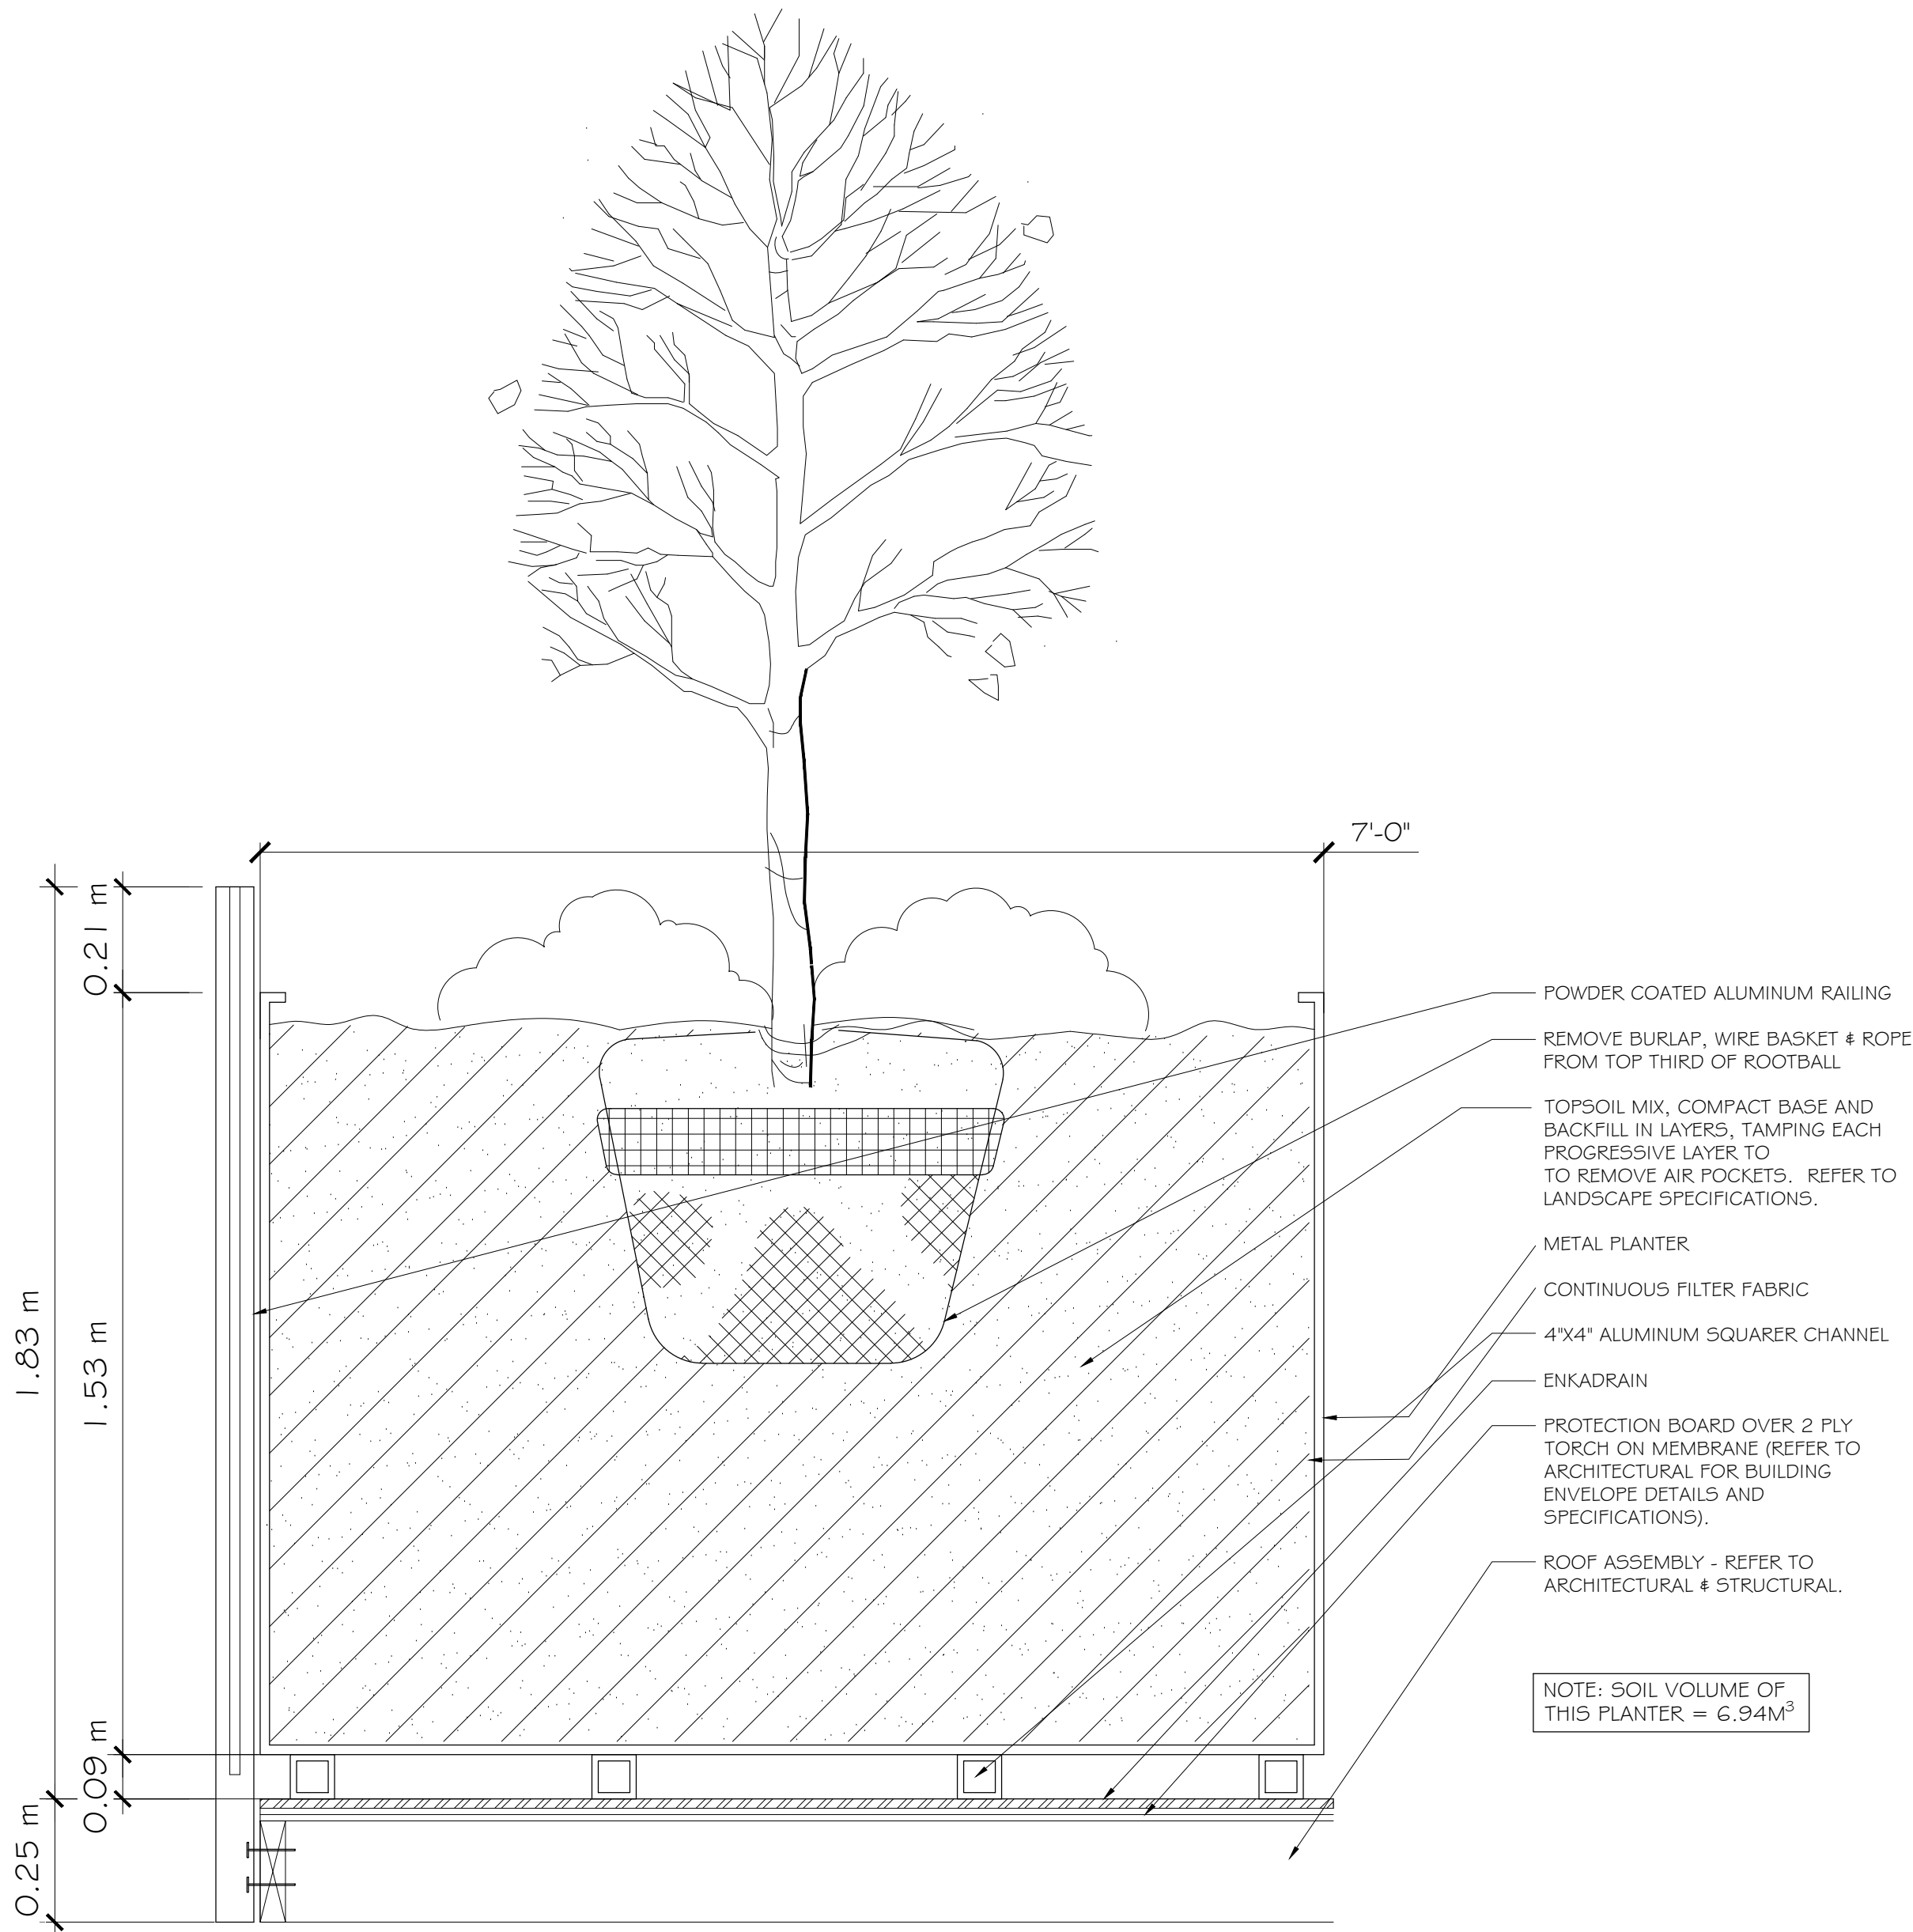 7'-0"
0.21 m
1.83 m
1.53 m
0.09 m
0.25 m
POWDER COATED ALUMINUM RAILING
REMOVE BURLAP, WIRE BASKET & ROPE
FROM TOP THIRD OF ROOTBALL
TOPSOIL MIX, COMPACT BASE AND
BACKFILL IN LAYERS, TAMPING EACH
PROGRESSIVE LAYER TO
TO REMOVE AIR POCKETS. REFER TO
LANDSCAPE SPECIFICATIONS.
METAL PLANTER
CONTINUOUS FILTER FABRIC
4"X4" ALUMINUM SQUARER CHANNEL
ENKADRAIN
PROTECTION BOARD OVER 2 PLY
TORCH ON MEMBRANE (REFER TO
ARCHITECTURAL FOR BUILDING
ENVELOPE DETAILS AND
SPECIFICATIONS).
ROOF ASSEMBLY - REFER TO
ARCHITECTURAL & STRUCTURAL.
NOTE: SOIL VOLUME OF
THIS PLANTER = 6.94M³